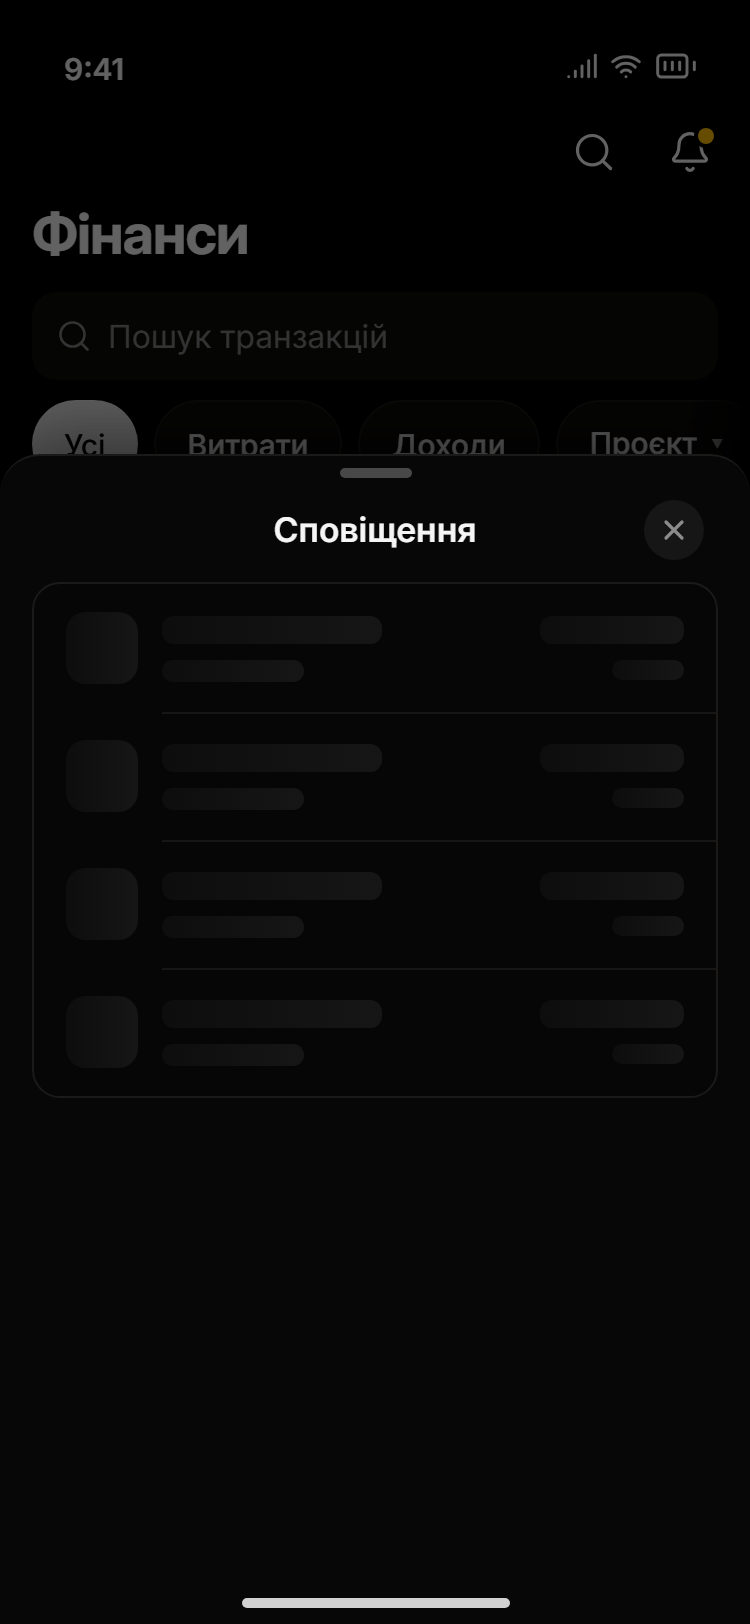 9:41
Фінанси
Пошук транзакцій
Усі Витрати Доходи Проєкт
Сповіщення